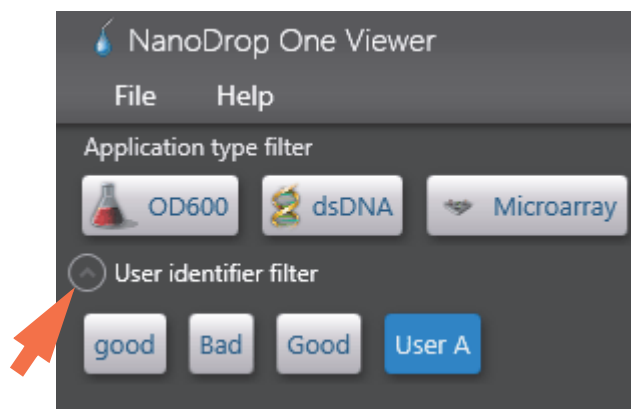 NanoDrop One Viewer
File Help
Application type filter
OD600 dsDNA Microarray
User identifier filter
good Bad Good User A